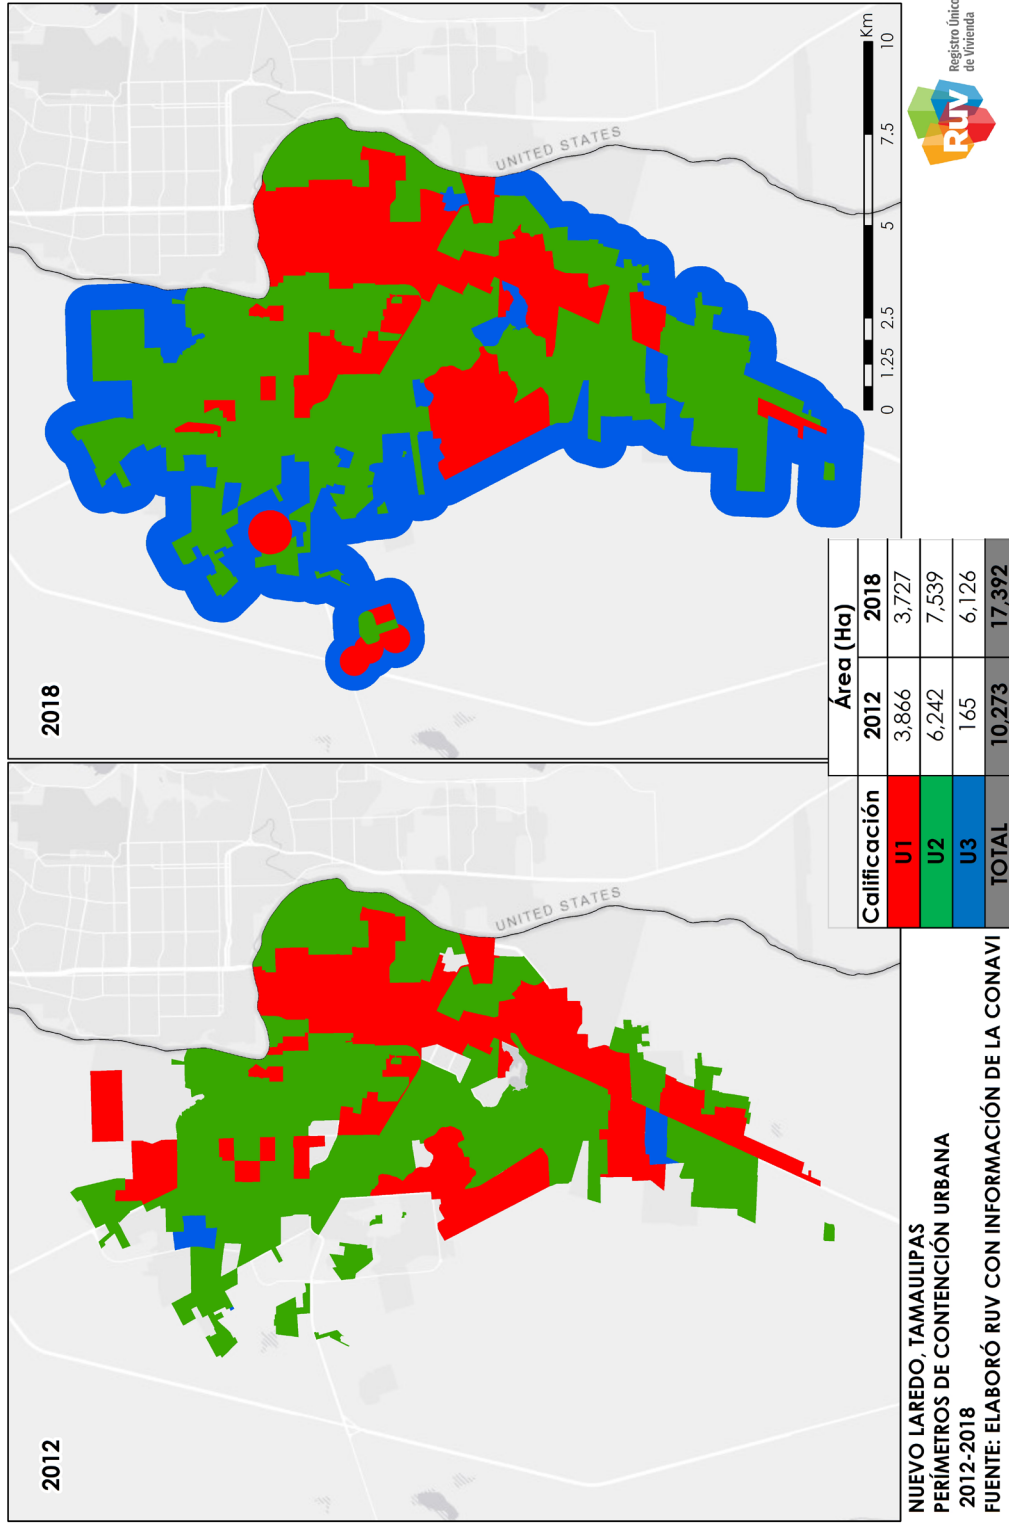 2012
UNITED STATES
2018
UNITED STATES
0 1.25 2.5 5 7.5 10
Km
NUEVO LAREDO, TAMAULIPAS
PERÍMETROS DE CONTENCIÓN URBANA
2012-2018
FUENTE: ELABORÓ RUV CON INFORMACIÓN DE LA CONAVI
Área (Ha)
Calificación 2012 2018
U1 3,866 3,727
U2 6,242 7,539
U3 165 6,126
TOTAL 10,273 17,392
Ruv
Registro Único
de Vivienda